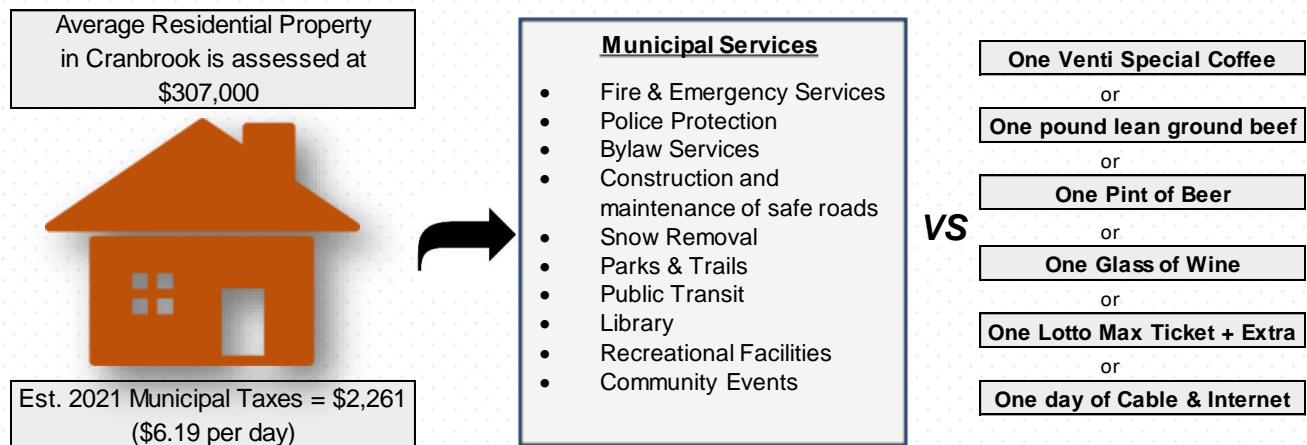 Average Residential Property
in Cranbrook is assessed at
$307,000
Est. 2021 Municipal Taxes = $2,261
($6.19 per day)
Municipal Services
• Fire & Emergency Services
• Police Protection
• Bylaw Services
• Construction and
maintenance of safe roads
• Snow Removal
• Parks & Trails
• Public Transit
• Library
• Recreational Facilities
• Community Events
VS
One Venti Special Coffee
or
One pound lean ground beef
or
One Pint of Beer
or
One Glass of Wine
or
One Lotto Max Ticket + Extra
or
One day of Cable & Internet